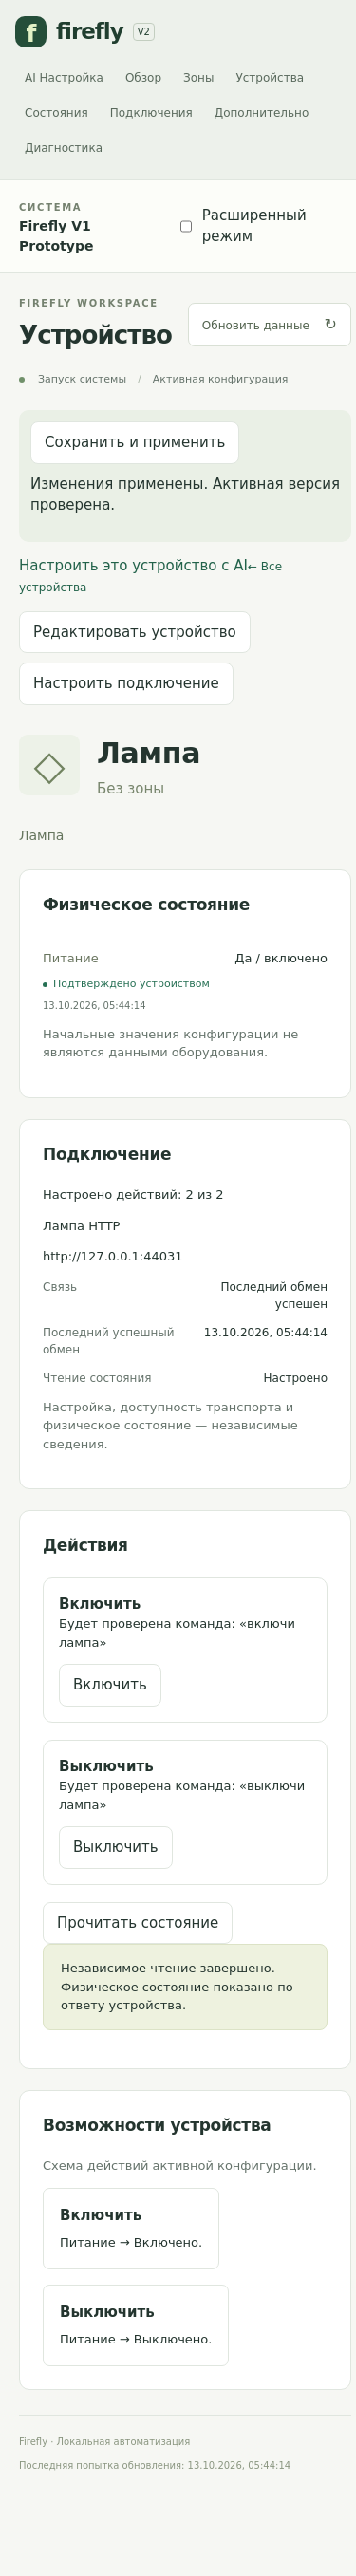 f firefly V2
AI Настройка Обзор Зоны Устройства
Состояния Подключения Дополнительно
Диагностика
СИСТЕМА
Firefly V1
Prototype
Расширенный
режим
FIREFLY WORKSPACE
Устройство
Обновить данные ↻
Запуск системы / Активная конфигурация
Сохранить и применить
Изменения применены. Активная версия
проверена.
Настроить это устройство с AI← Все
устройства
Редактировать устройство
Настроить подключение
Лампа
Без зоны
Лампа
Физическое состояние
Питание Да / включено
Подтверждено устройством
13.10.2026, 05:44:14
Начальные значения конфигурации не
являются данными оборудования.
Подключение
Настроено действий: 2 из 2
Лампа HTTP
http://127.0.0.1:44031
Связь Последний обмен
успешен
Последний успешный 13.10.2026, 05:44:14
обмен
Чтение состояния Настроено
Настройка, доступность транспорта и
физическое состояние — независимые
сведения.
Действия
Включить
Будет проверена команда: «включи
лампа»
Включить
Выключить
Будет проверена команда: «выключи
лампа»
Выключить
Прочитать состояние
Независимое чтение завершено.
Физическое состояние показано по
ответу устройства.
Возможности устройства
Схема действий активной конфигурации.
Включить
Питание → Включено.
Выключить
Питание → Выключено.
Firefly · Локальная автоматизация
Последняя попытка обновления: 13.10.2026, 05:44:14